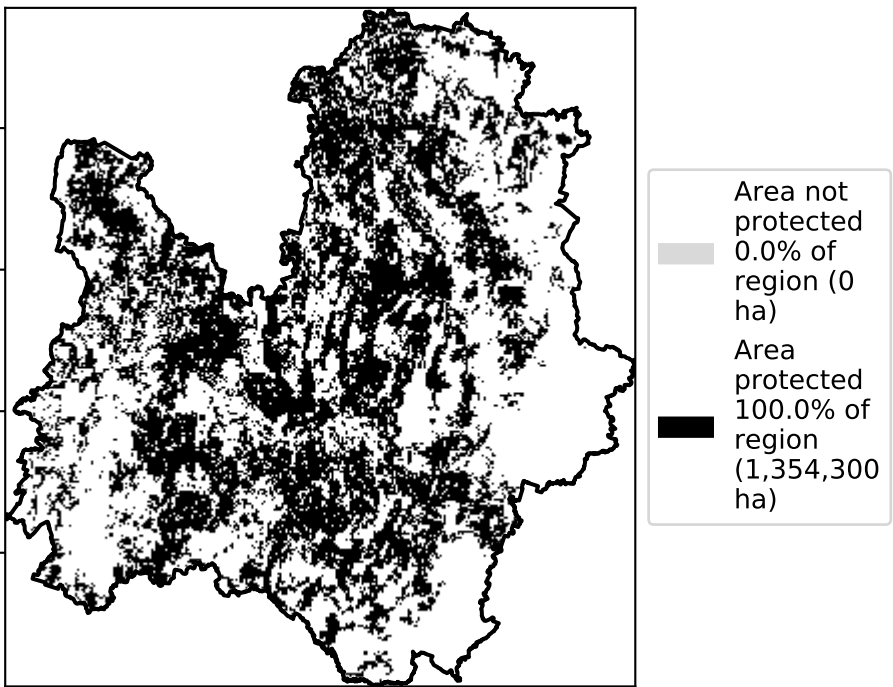 Area not
protected
0.0% of
region (0
ha)
Area
protected
100.0% of
region
(1,354,300
ha)